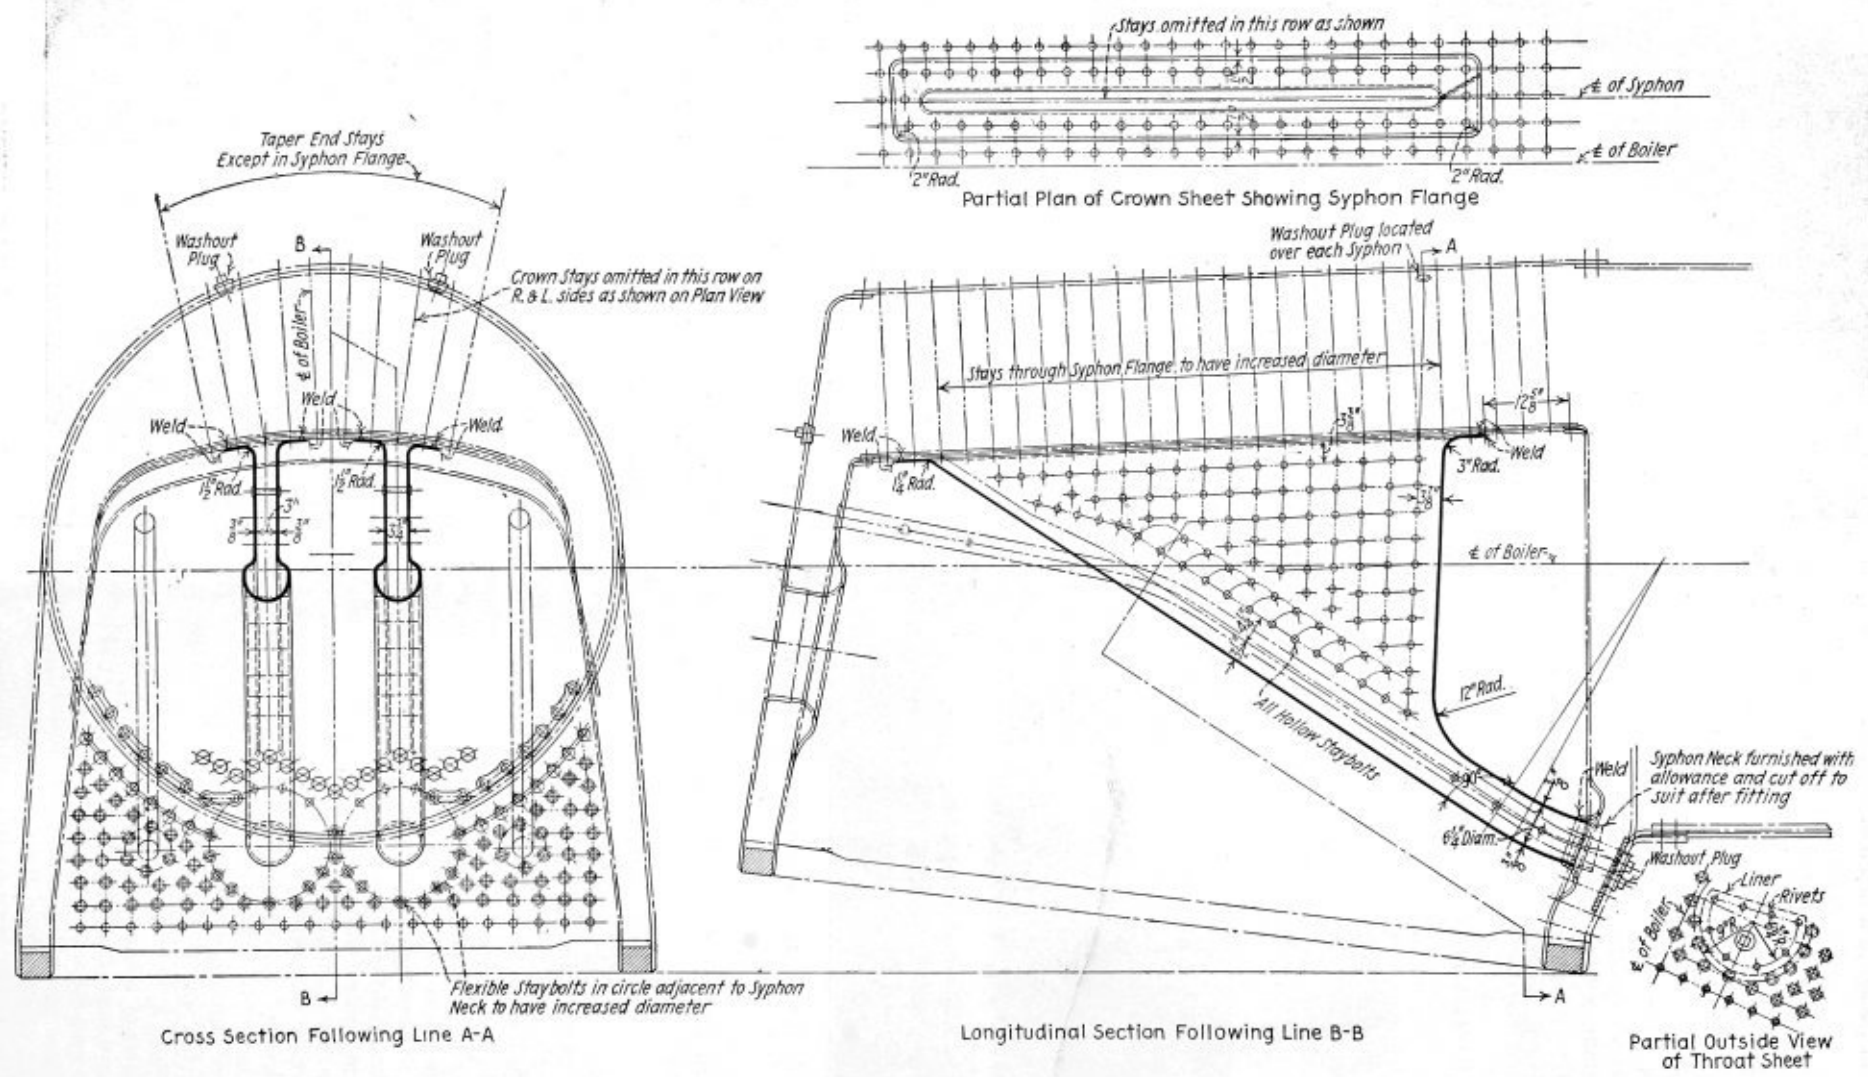 Stays omitted in this row as shown
℄ of Syphon
℄ of Boiler
2" Rad.
2" Rad.
Partial Plan of Crown Sheet Showing Syphon Flange
Taper End Stays
Except in Syphon Flange
Washout
Plug
B
Washout
Plug
Crown Stays omitted in this row on
R. & L. sides as shown on Plan View
℄ of Boiler
Weld
Weld
Weld
1½" Rad.
1½" Rad.
3"
3/8"
3/8"
B
Flexible Staybolts in circle adjacent to Syphon
Neck to have increased diameter
Cross Section Following Line A-A
Washout Plug located
over each Syphon
A
Stays through Syphon Flange to have increased diameter
12⅝"
Weld
Weld
1¼" Rad.
3" Rad.
℄ of Boiler
12" Rad.
All Hollow Staybolts
90°
6¼" Diam.
Weld
Syphon Neck furnished with
allowance and cut off to
suit after fitting
A
Longitudinal Section Following Line B-B
Washout Plug
Liner
Rivets
℄ of Boiler
9"R
Partial Outside View
of Throat Sheet